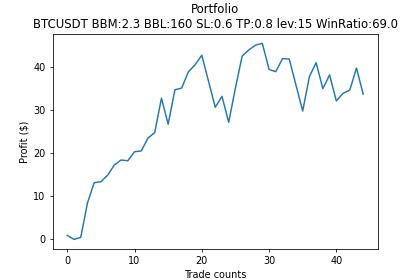 Portfolio
BTCUSDT BBM:2.3 BBL:160 SL:0.6 TP:0.8 lev:15 WinRatio:69.0
40
30
20
10
0
Profit ($)
0 10 20 30 40
Trade counts